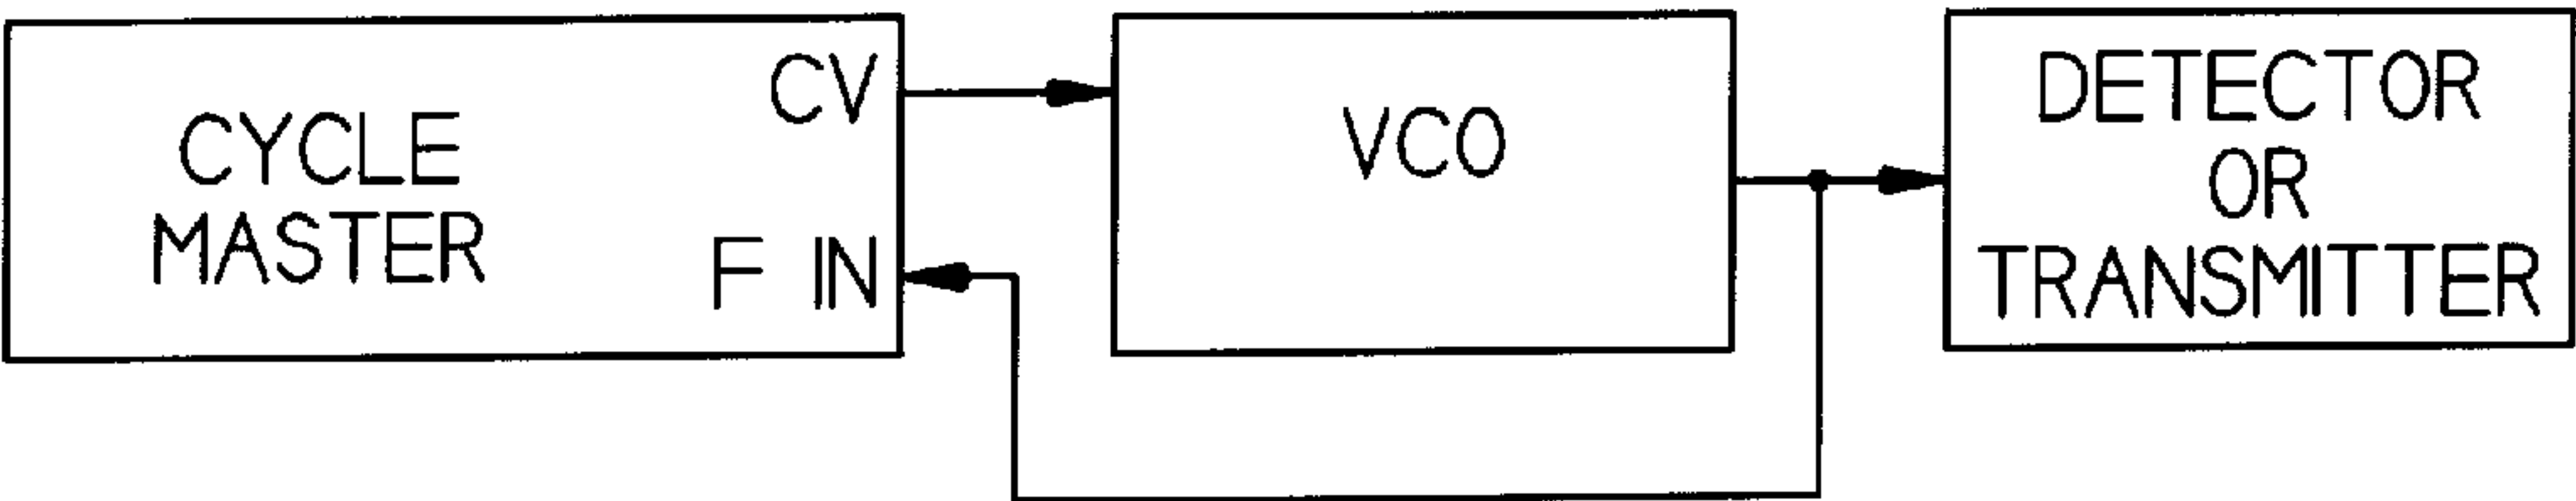 CYCLE
MASTER
CV
F IN
VCO
DETECTOR
OR
TRANSMITTER